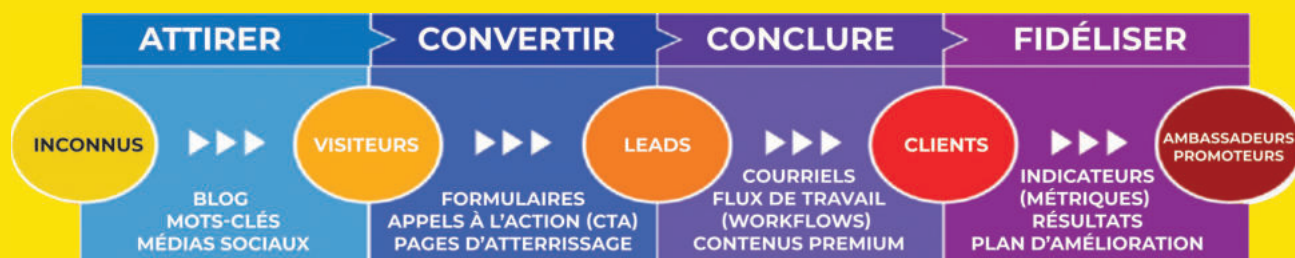 ATTIRER
CONVERTIR
CONCLURE
FIDÉLISER
INCONNUS
VISITEURS
LEADS
CLIENTS
AMBASSADEURS
PROMOTEURS
BLOG
MOTS-CLÉS
MÉDIAS SOCIAUX
FORMULAIRES
APPELS À L'ACTION (CTA)
PAGES D'ATTERRISSAGE
COURRIELS
FLUX DE TRAVAIL
(WORKFLOWS)
CONTENUS PREMIUM
INDICATEURS
(MÉTRIQUES)
RÉSULTATS
PLAN D'AMÉLIORATION